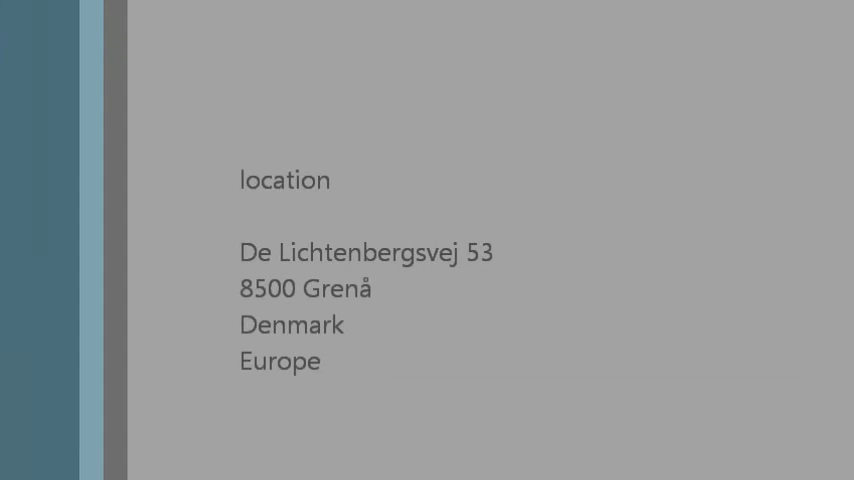 location
De Lichtenbergsvej 53
8500 Grenå
Denmark
Europe